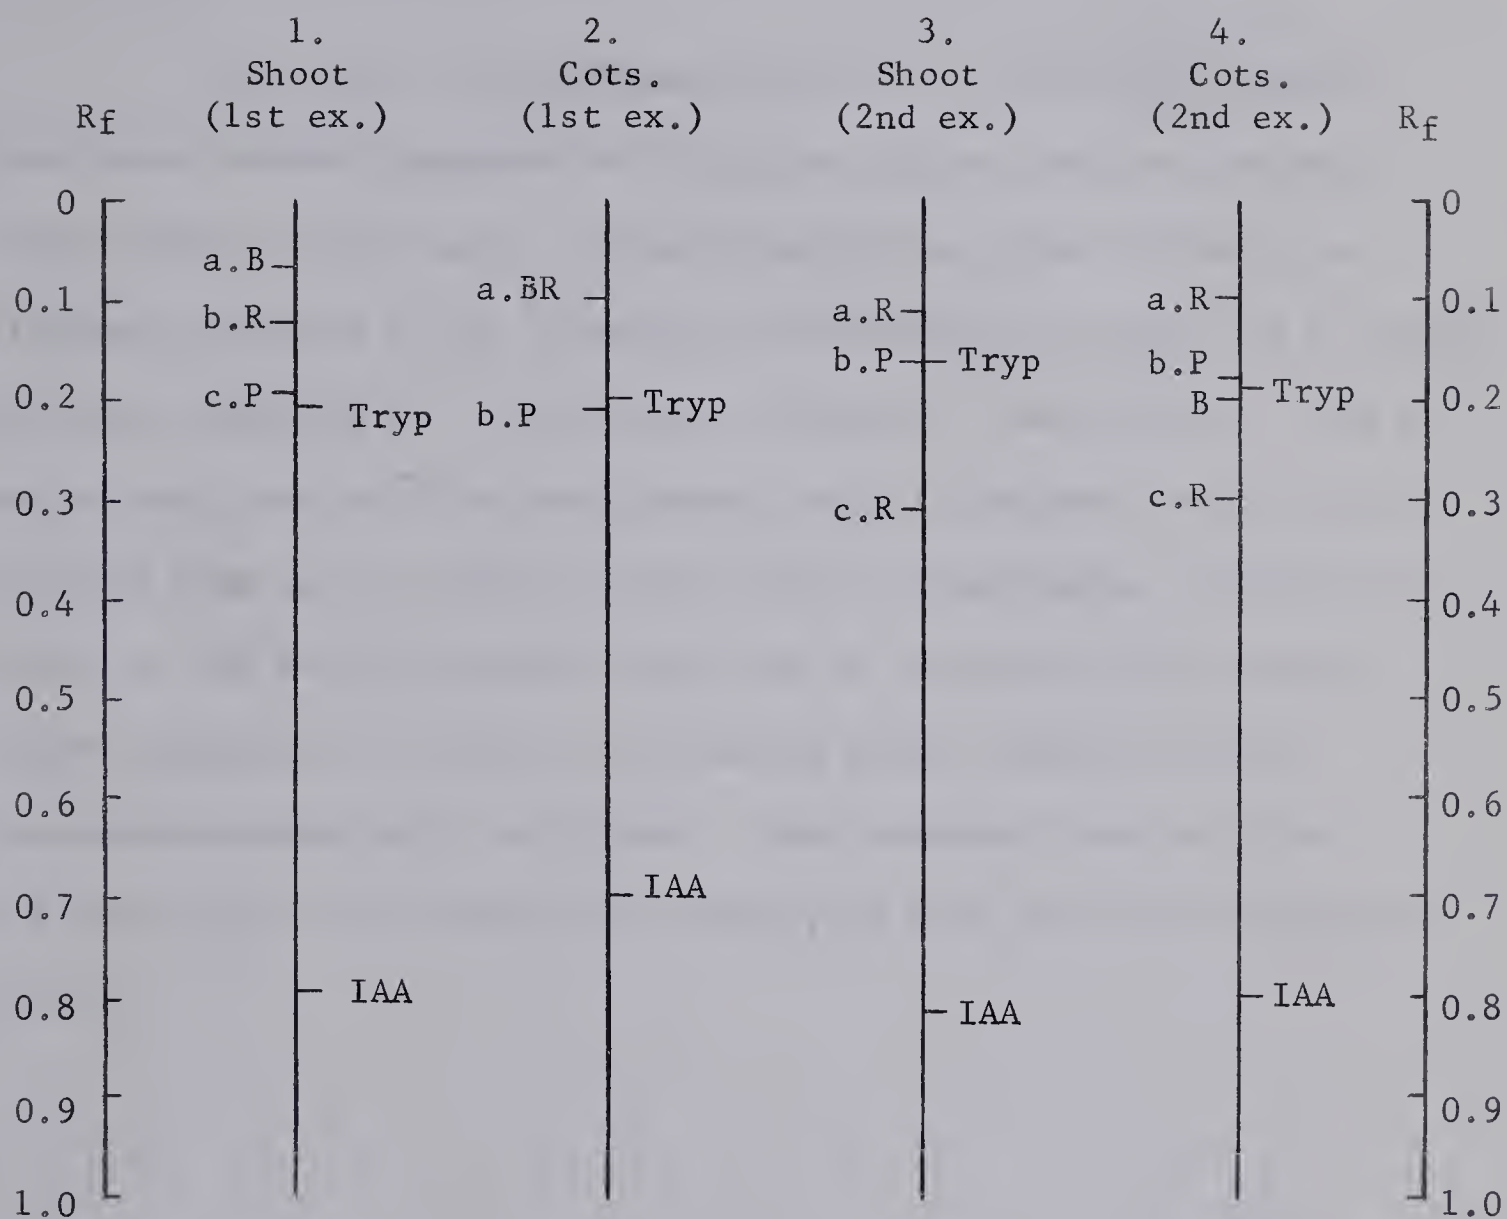 1. 2. 3. 4.
Shoot Cots. Shoot Cots.
Rf (1st ex.) (1st ex.) (2nd ex.) (2nd ex.) Rf
0 0
a.B
a.BR a.R
0.1 b.R a.R 0.1
b.P Tryp b.P
0.2 c.P Tryp b.P Tryp B Tryp 0.2
0.3 c.R c.R 0.3
0.4 0.4
0.5 0.5
0.6 0.6
0.7 IAA 0.7
0.8 IAA IAA IAA 0.8
0.9 0.9
1.0 1.0